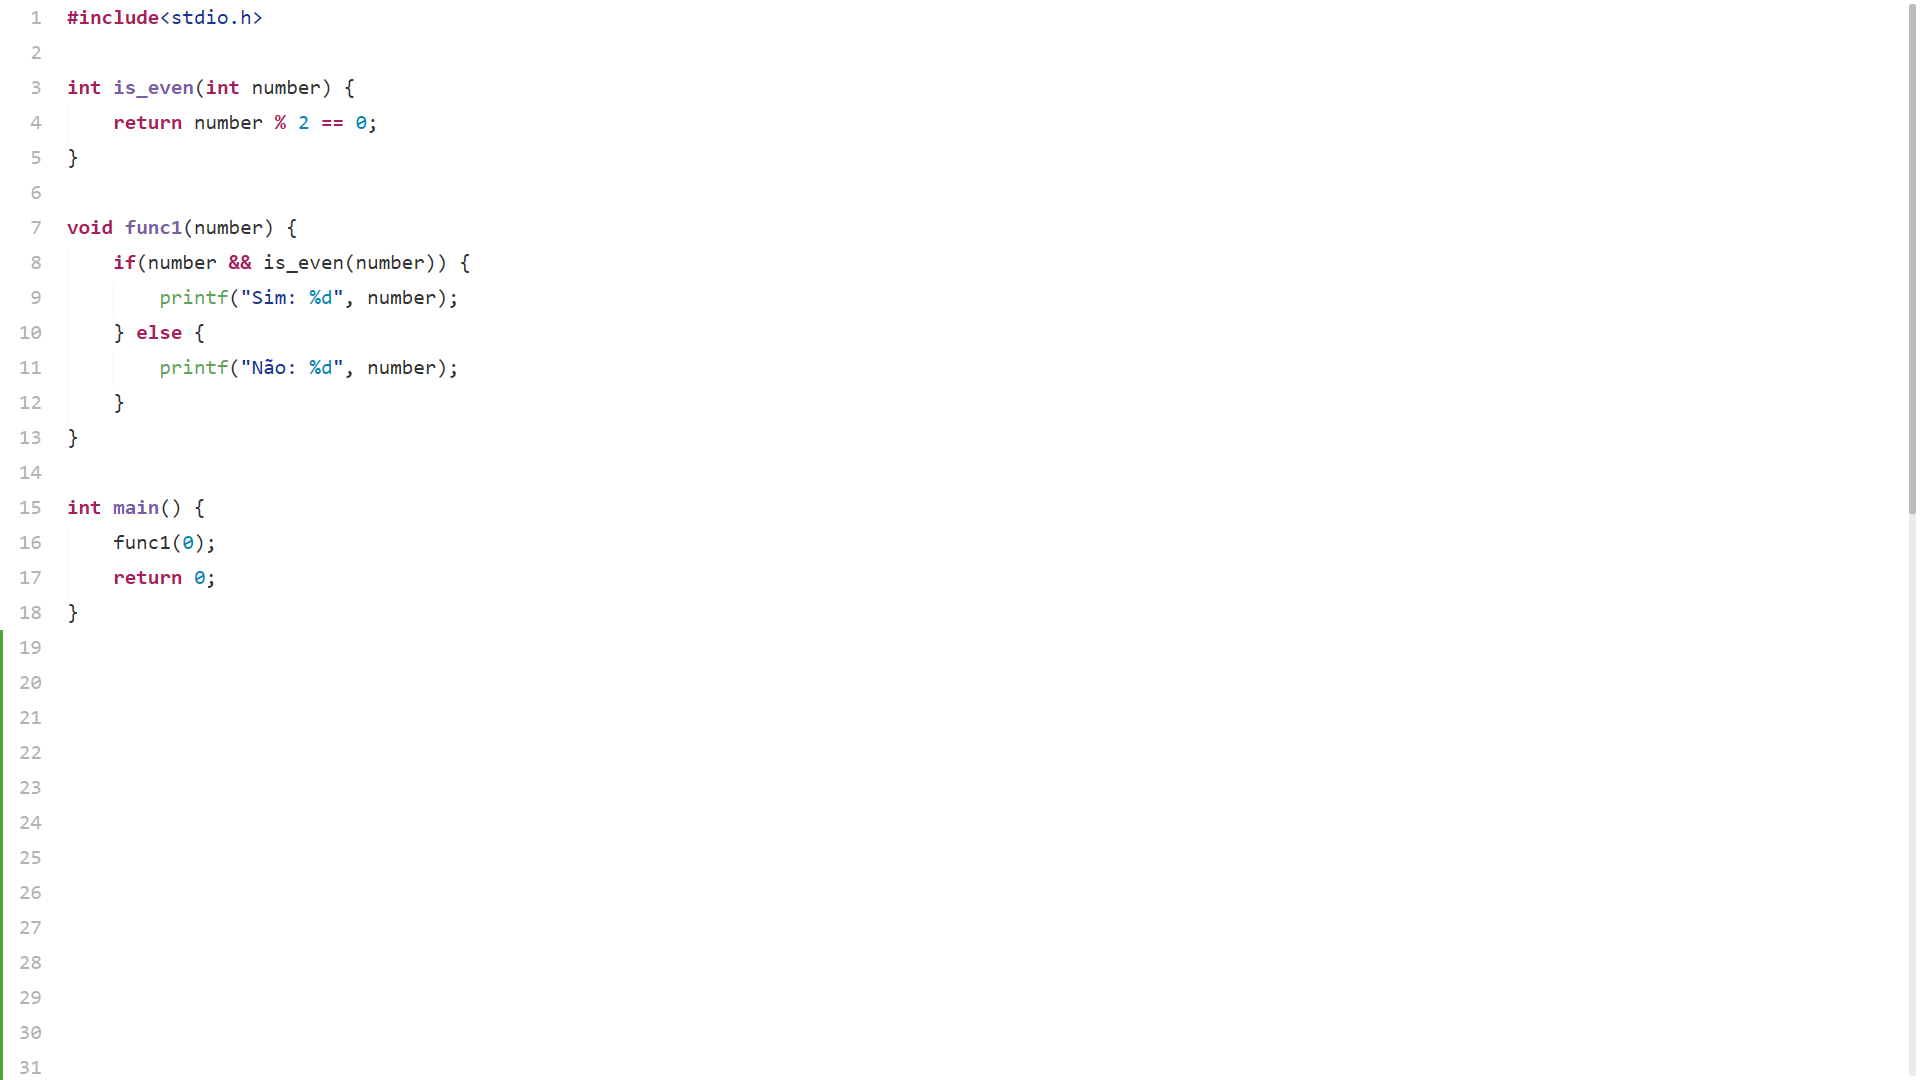 1 #include<stdio.h>
2
3 int is_even(int number) {
4     return number % 2 == 0;
5 }
6
7 void func1(number) {
8     if(number && is_even(number)) {
9         printf("Sim: %d", number);
10     } else {
11         printf("Não: %d", number);
12     }
13 }
14
15 int main() {
16     func1(0);
17     return 0;
18 }
19
20
21
22
23
24
25
26
27
28
29
30
31